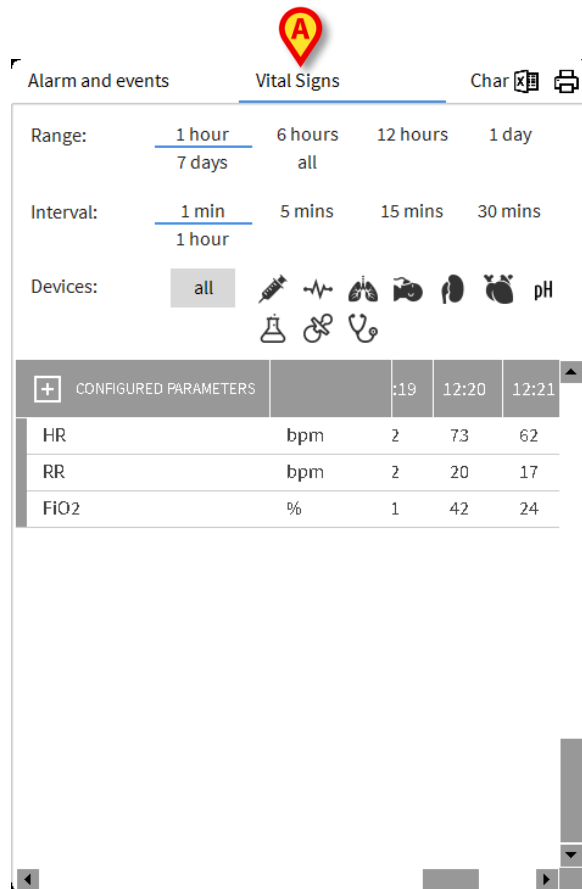 A
Alarm and events Vital Signs Char
Range: 1 hour 6 hours 12 hours 1 day
7 days all
Interval: 1 min 5 mins 15 mins 30 mins
1 hour
Devices: all pH
+ CONFIGURED PARAMETERS :19 12:20 12:21
HR bpm 2 73 62
RR bpm 2 20 17
FiO2 % 1 42 24